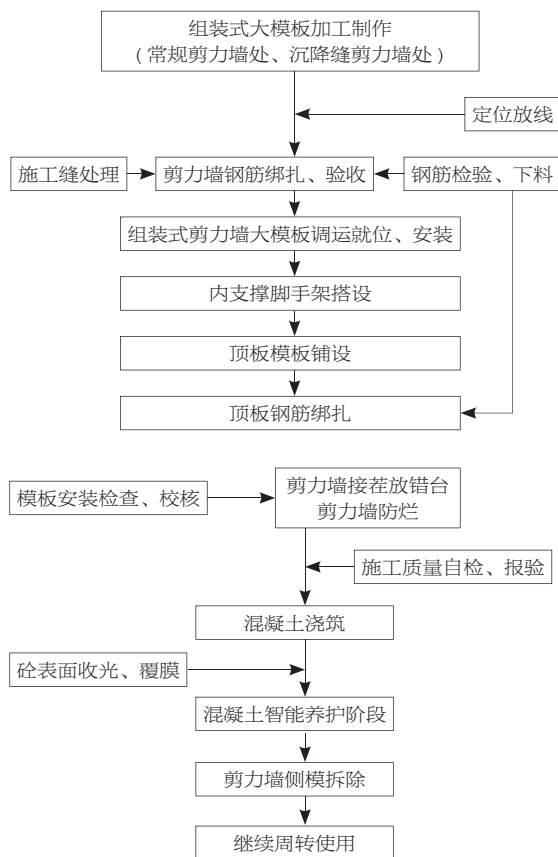 组装式大模板加工制作
(常规剪力墙处、沉降缝剪力墙处)
定位放线
施工缝处理
剪力墙钢筋绑扎、验收
钢筋检验、下料
组装式剪力墙大模板调运就位、安装
内支撑脚手架搭设
顶板模板铺设
顶板钢筋绑扎
模板安装检查、校核
剪力墙接茬放错台
剪力墙防烂
施工质量自检、报验
混凝土浇筑
砼表面收光、覆膜
混凝土智能养护阶段
剪力墙侧模拆除
继续周转使用